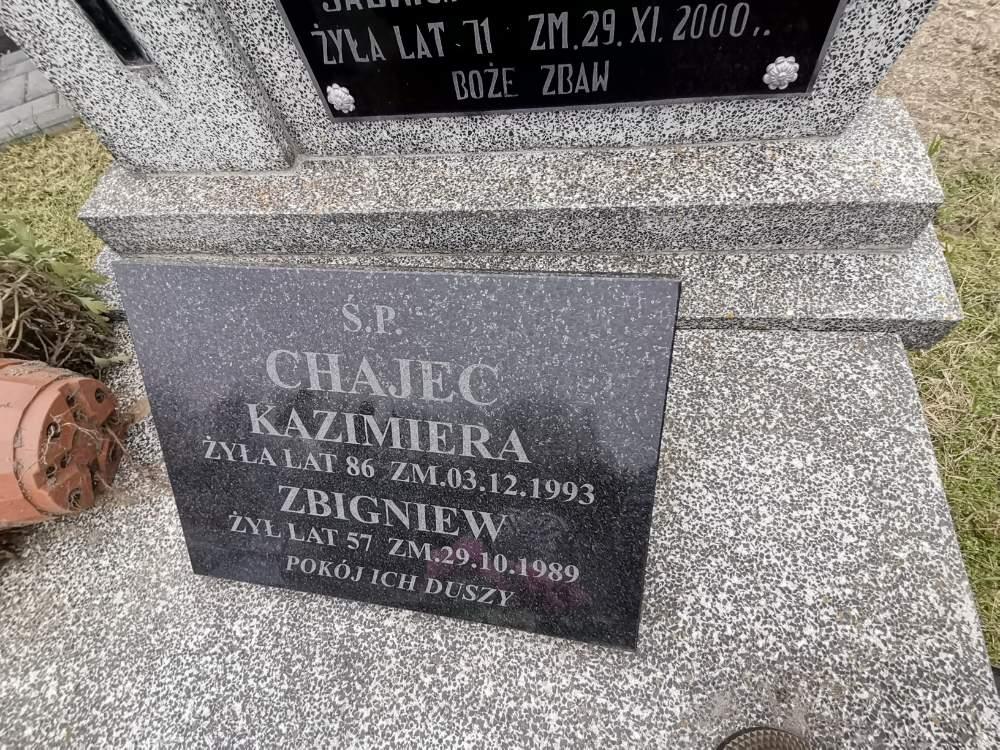 ŻYŁA LAT 71 ZM. 29. XI. 2000,.
BOŻE ZBAW
Ś.P.
CHAJEC
KAZIMIERA
ŻYŁA LAT 86 ZM.03.12.1993
ZBIGNIEW
ŻYŁ LAT 57 ZM.29.10.1989
POKÓJ ICH DUSZY